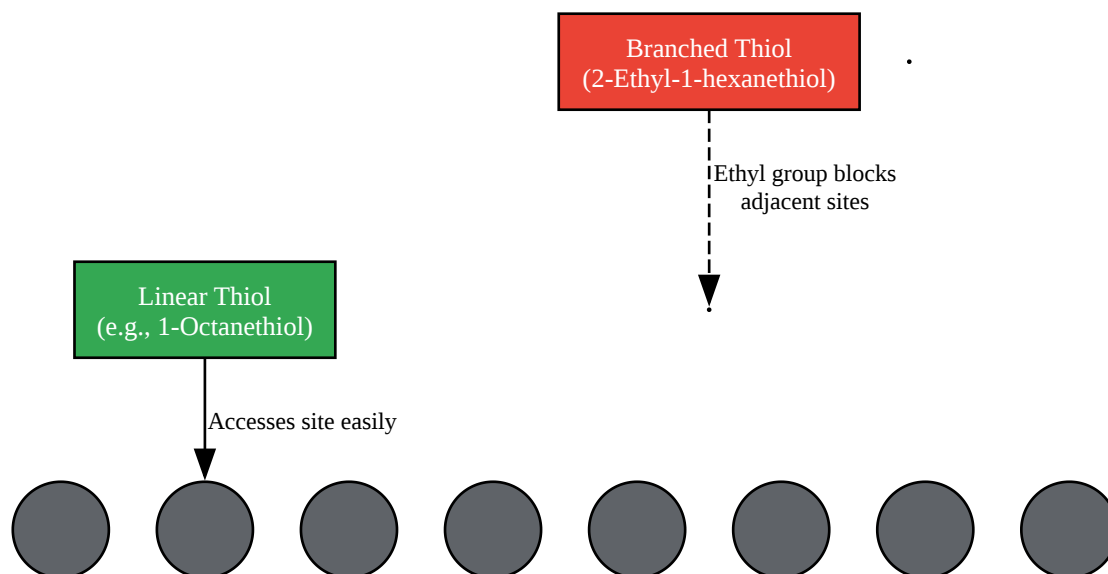 Branched Thiol
(2-Ethyl-1-hexanethiol)
Ethyl group blocks
adjacent sites
Linear Thiol
(e.g., 1-Octanethiol)
Accesses site easily